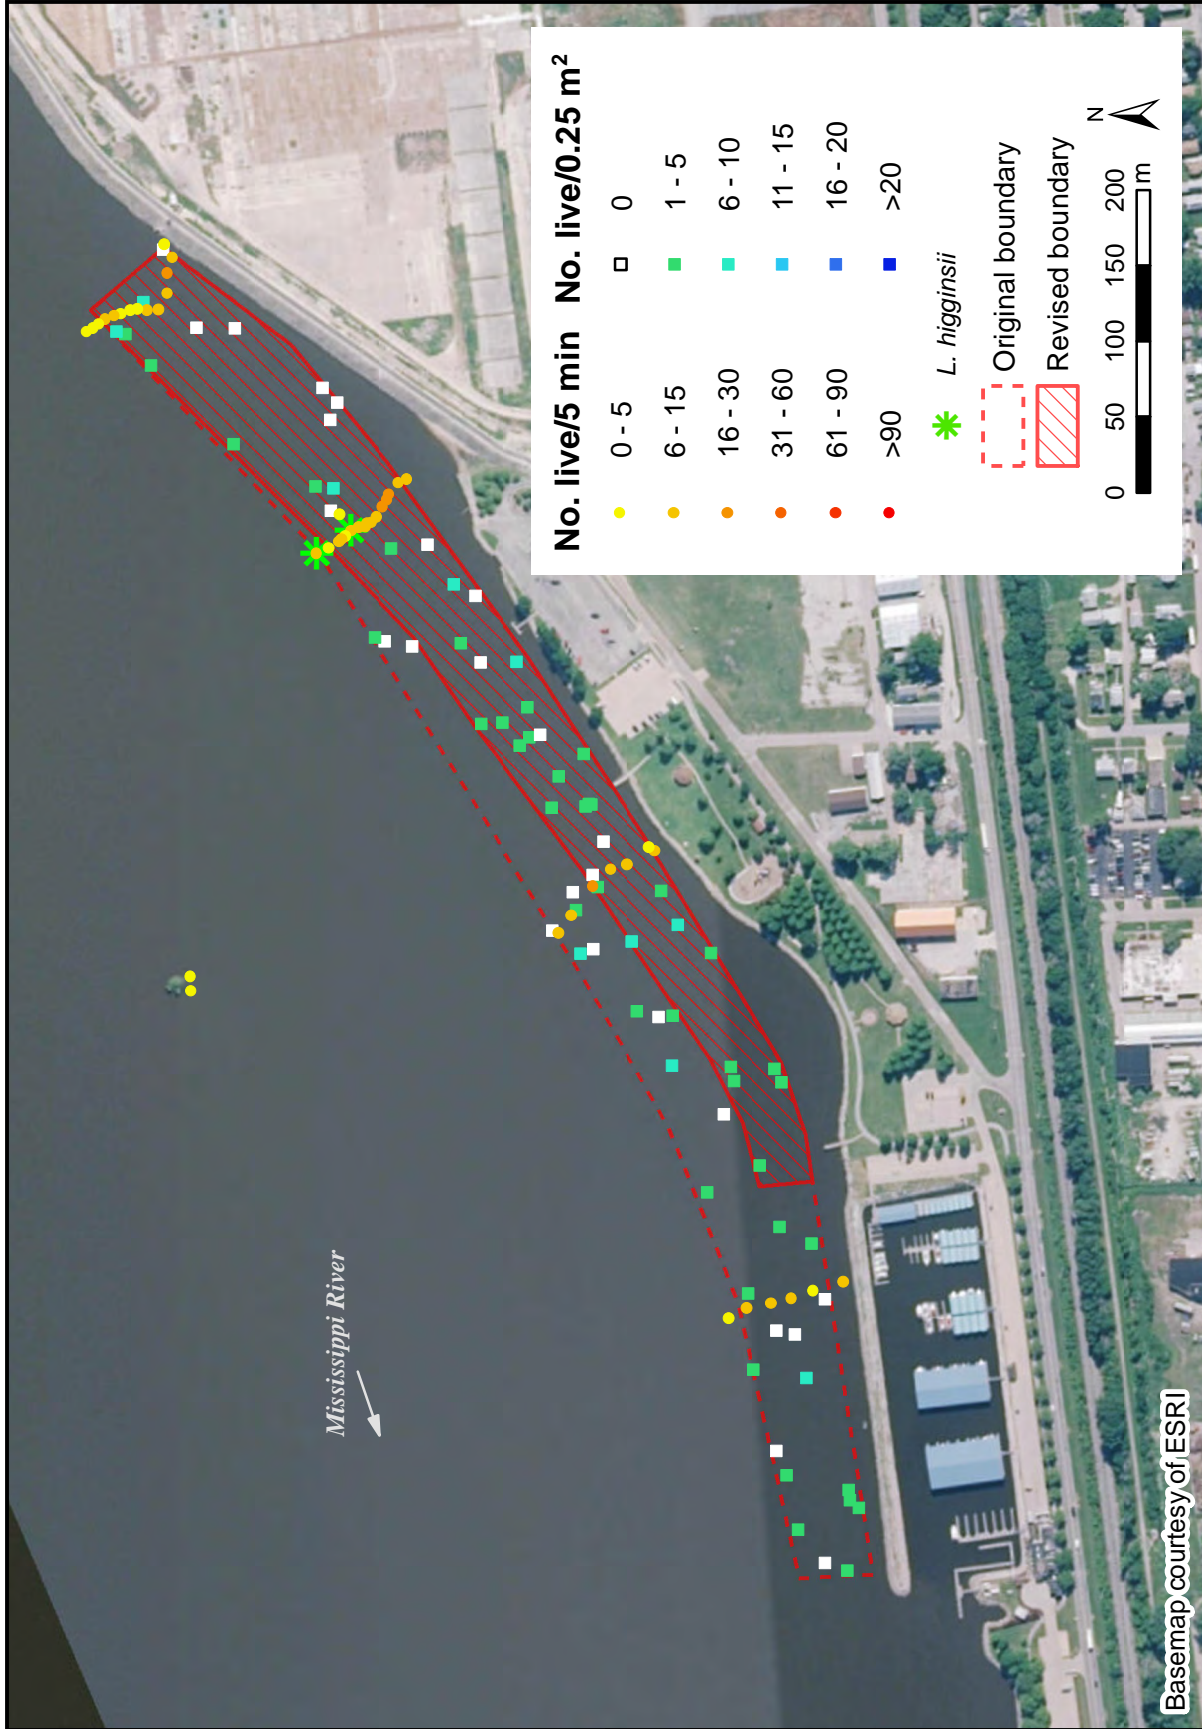 No. live/5 min No. live/0.25 m²
0 - 5 0
6 - 15 1 - 5
16 - 30 6 - 10
31 - 60 11 - 15
61 - 90 16 - 20
>90 >20
L. higginsii
Original boundary
Revised boundary
N
0 50 100 150 200 m
Mississippi River
Basemap courtesy of ESRI